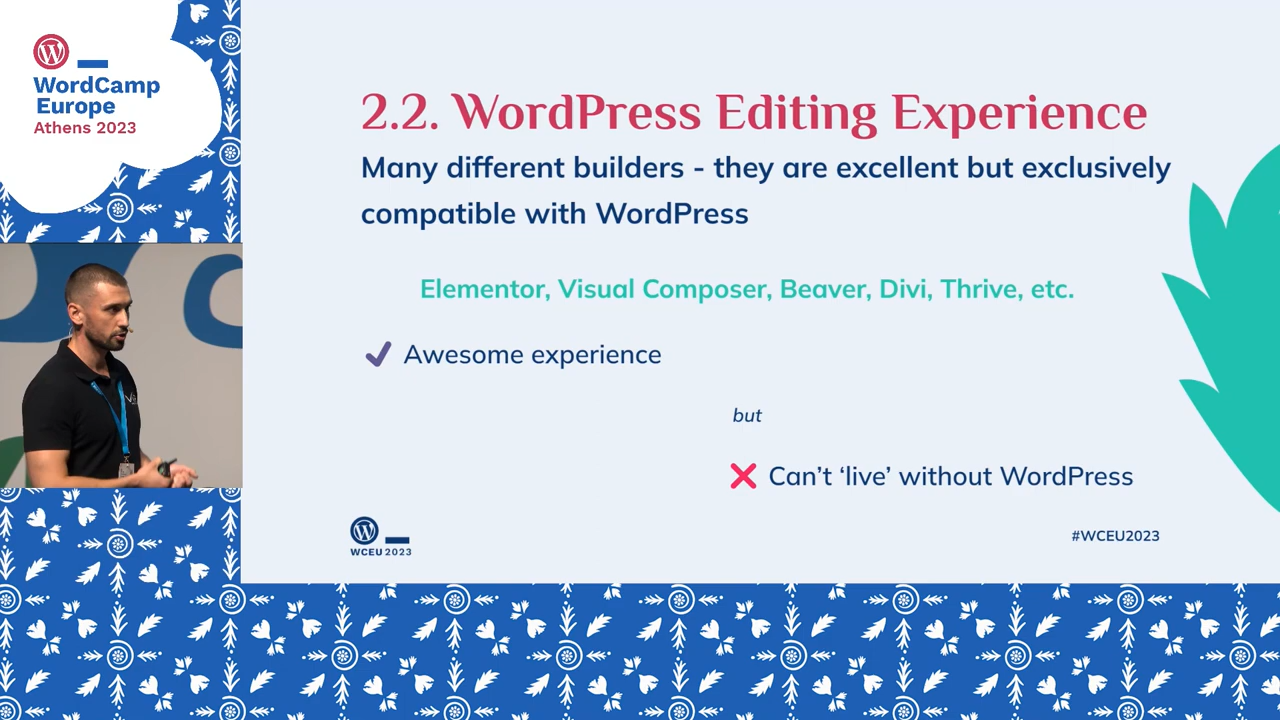 WordCamp
Europe
Athens 2023
2.2. WordPress Editing Experience
Many different builders - they are excellent but exclusively
compatible with WordPress
Elementor, Visual Composer, Beaver, Divi, Thrive, etc.
Awesome experience
but
Can't ‘live’ without WordPress
WCEU 2023
#WCEU2023